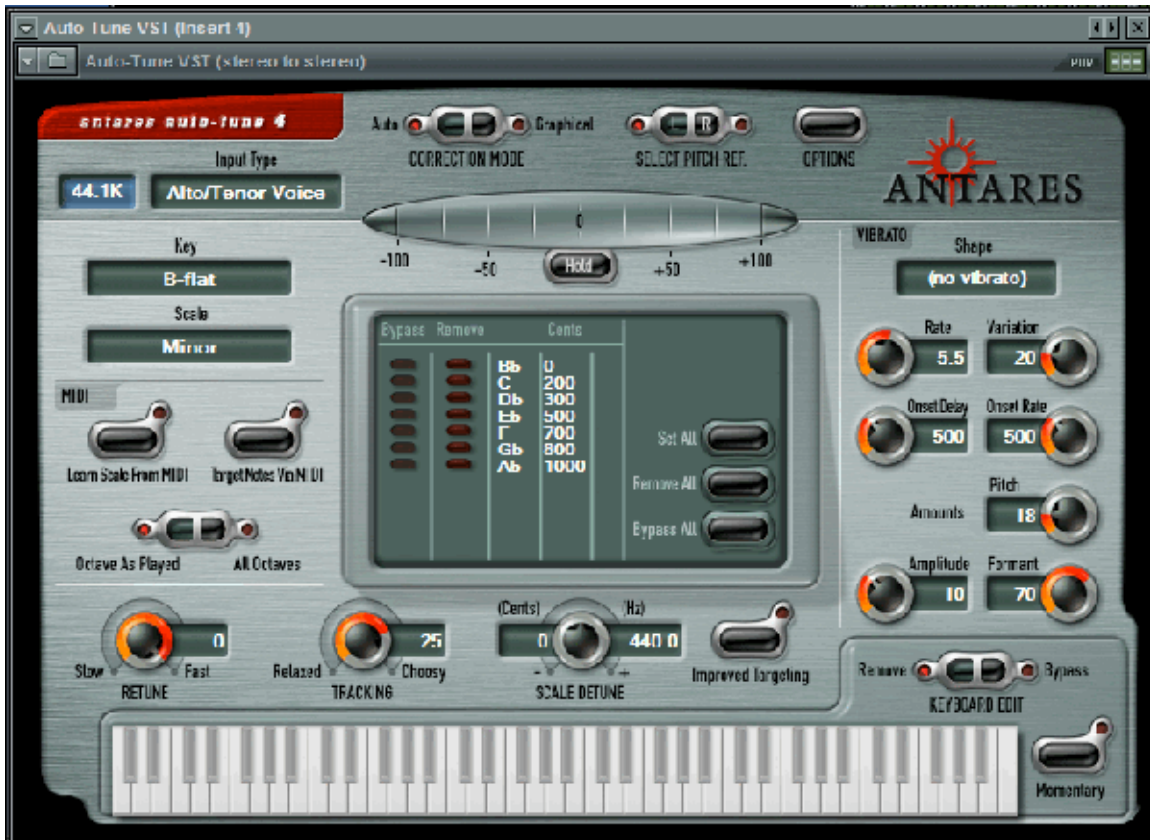 Auto Tune VST (Insert 4)
Auto-Tune VST (stereo to stereo)
antares auto-tune 4
Auto
Graphical
CORRECTION MODE
R
SELECT PITCH REF.
OPTIONS
ANTARES
Input Type
44.1K
Alto/Tenor Voice
0
-100
-50
Hold
+50
+100
Key
B-flat
Scale
Minor
MIDI
Learn Scale From MIDI
Target Notes Via MIDI
Octave As Played
All Octaves
Bypass Remove Cents
Bb 0
C 200
Db 300
Eb 500
F 700
Gb 800
Ab 1000
Set All
Remove All
Bypass All
VIBRATO
Shape
(no vibrato)
Rate
5.5
Variation
20
Onset Delay
500
Onset Rate
500
Pitch
Amounts
18
Amplitude
10
Formant
70
0
Slow
Fast
RETUNE
25
Relaxed
Choosy
TRACKING
(Cents)
(Hz)
0
440.0
-
+
SCALE DETUNE
Improved Targeting
Remove
Bypass
KEYBOARD EDIT
Momentary